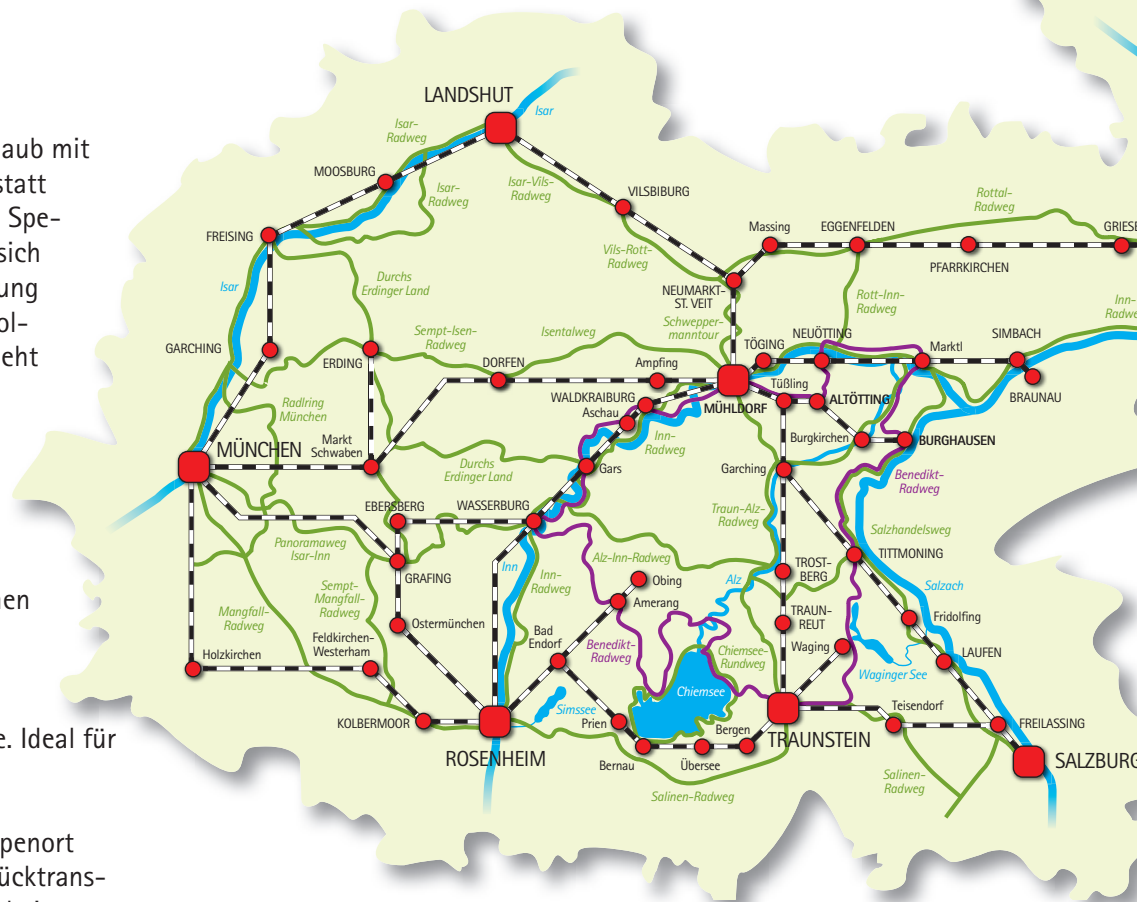 aub mit
statt
Spe-
sich
ung
ol-
eht
nen
e. Ideal für
penort
ücktrans-
LANDSHUT
Isar
Isar-
Radweg
MOOSBURG
Isar-
Radweg
Isar-Vils-
Radweg
VILSBIBURG
FREISING
Vils-Rott-
Radweg
Massing
EGGENFELDEN
Rottal-
Radweg
GRIESB
PFARRKIRCHEN
Isar
Durchs
Erdinger Land
NEUMARKT-
ST. VEIT
Rott-Inn-
Radweg
Inn-
Radwe
Schwepper-
manntour
Sempt-Isen-
Radweg
Isentalweg
GARCHING
ERDING
DORFEN
Ampfing
TÖGING
NEUÖTTING
Marktl
SIMBACH
BRAUNAU
Tüßling
WALDKRAIBURG
Aschau
MÜHLDORF
ALTÖTTING
Radlring
München
Markt
Schwaben
MÜNCHEN
Inn-
Radweg
Burgkirchen
BURGHAUSEN
Durchs
Erdinger Land
Gars
Garching
Benedikt-
Radweg
EBERSBERG
WASSERBURG
Traun-Alz-
Radweg
Salzhandelsweg
Panoramaweg
Isar-Inn
GRAFING
Inn
Inn-
Radweg
Alz-Inn-Radweg
Obing
Alz
TROST-
BERG
TITTMONING
Salzach
Sempt-
Mangfall-
Radweg
Mangfall-
Radweg
Amerang
TRAUN-
REUT
Fridolfing
Ostermünchen
Feldkirchen-
Westerham
Bad
Endorf
Benedikt-
Radweg
Chiemsee-
Rundweg
Waging
LAUFEN
Holzkirchen
Waginger See
Chiemsee
Simssee
KOLBERMOOR
Prien
Bergen
Teisendorf
FREILASSING
ROSENHEIM
Bernau
Übersee
TRAUNSTEIN
SALZBURG
Salinen-Radweg
Salinen-
Radweg